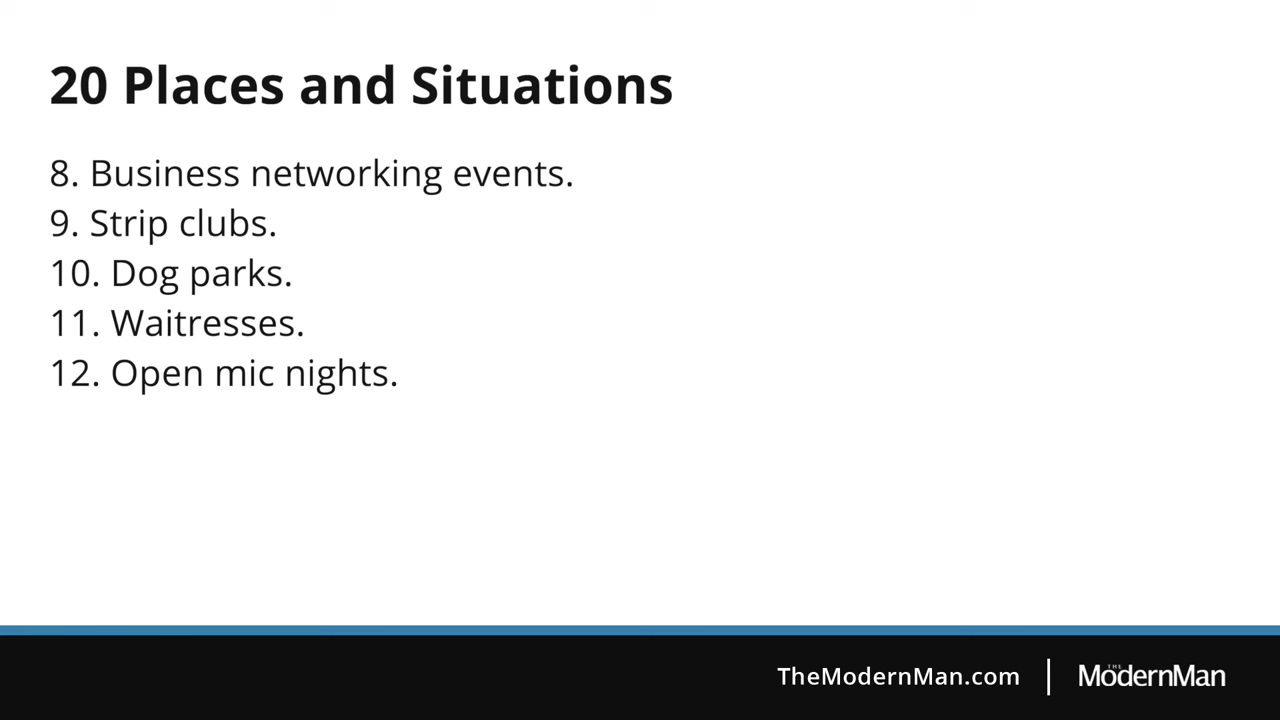 20 Places and Situations
8. Business networking events.
9. Strip clubs.
10. Dog parks.
11. Waitresses.
12. Open mic nights.
TheModernMan.com
THE
ModernMan